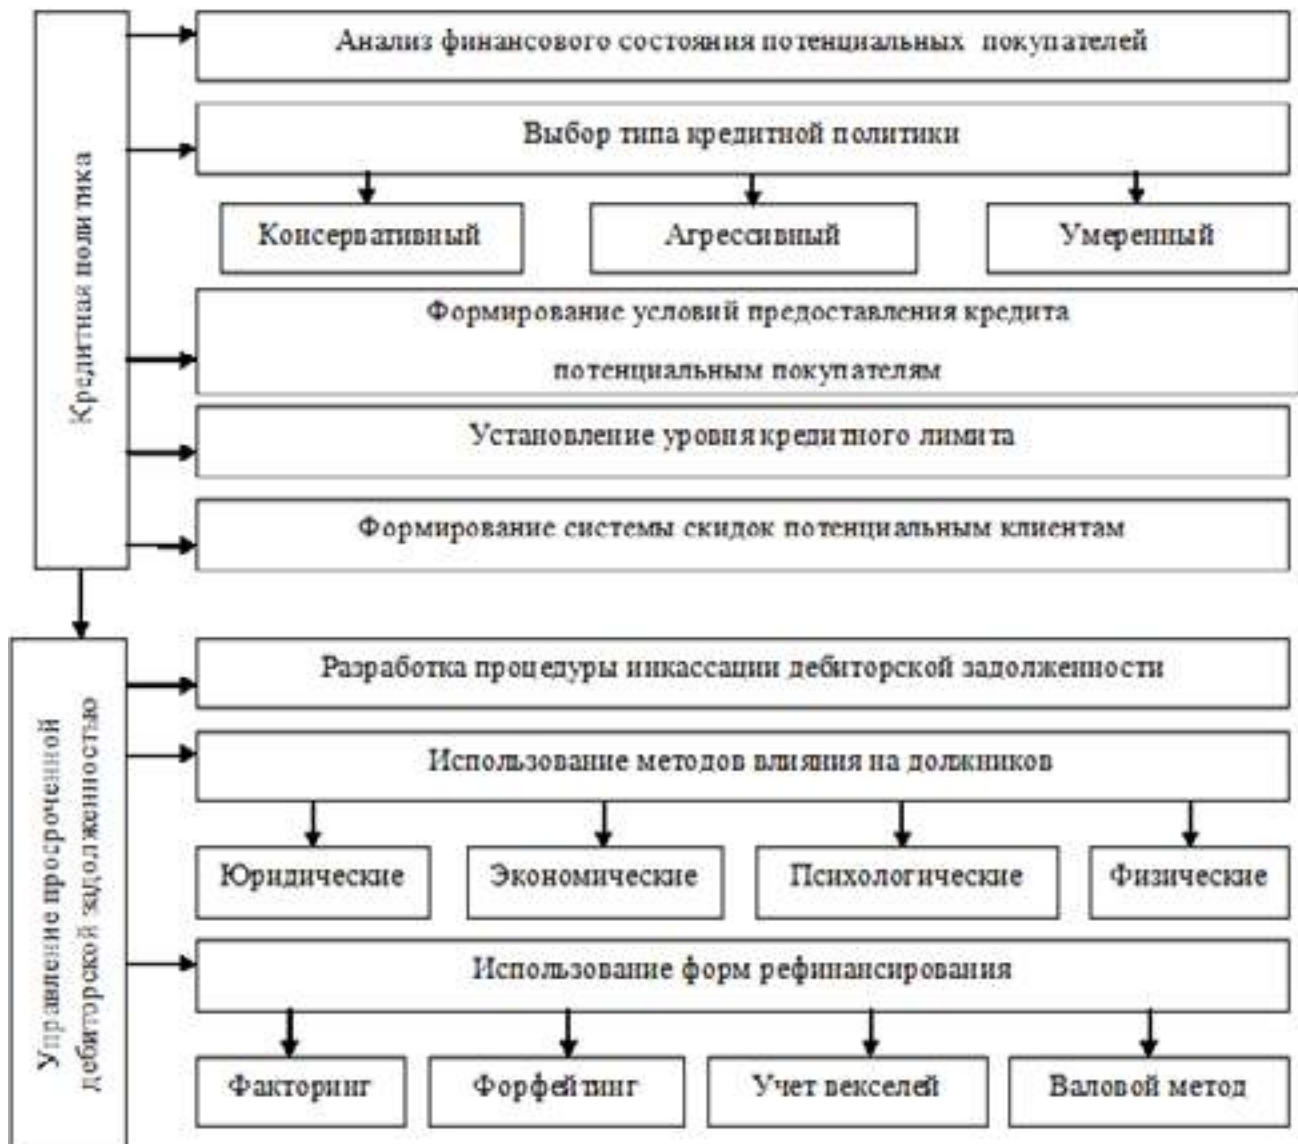 Кредитная политика
Анализ финансового состояния потенциальных покупателей
Выбор типа кредитной политики
Консервативный
Агрессивный
Умеренный
Формирование условий предоставления кредита
потенциальным покупателям
Установление уровня кредитного лимита
Формирование системы скидок потенциальным клиентам
Управление просроченной
дебиторской задолженностью
Разработка процедуры инкассации дебиторской задолженности
Использование методов влияния на должников
Юридические
Экономические
Психологические
Физические
Использование форм рефинансирования
Факторинг
Форфейтинг
Учет векселей
Валовой метод